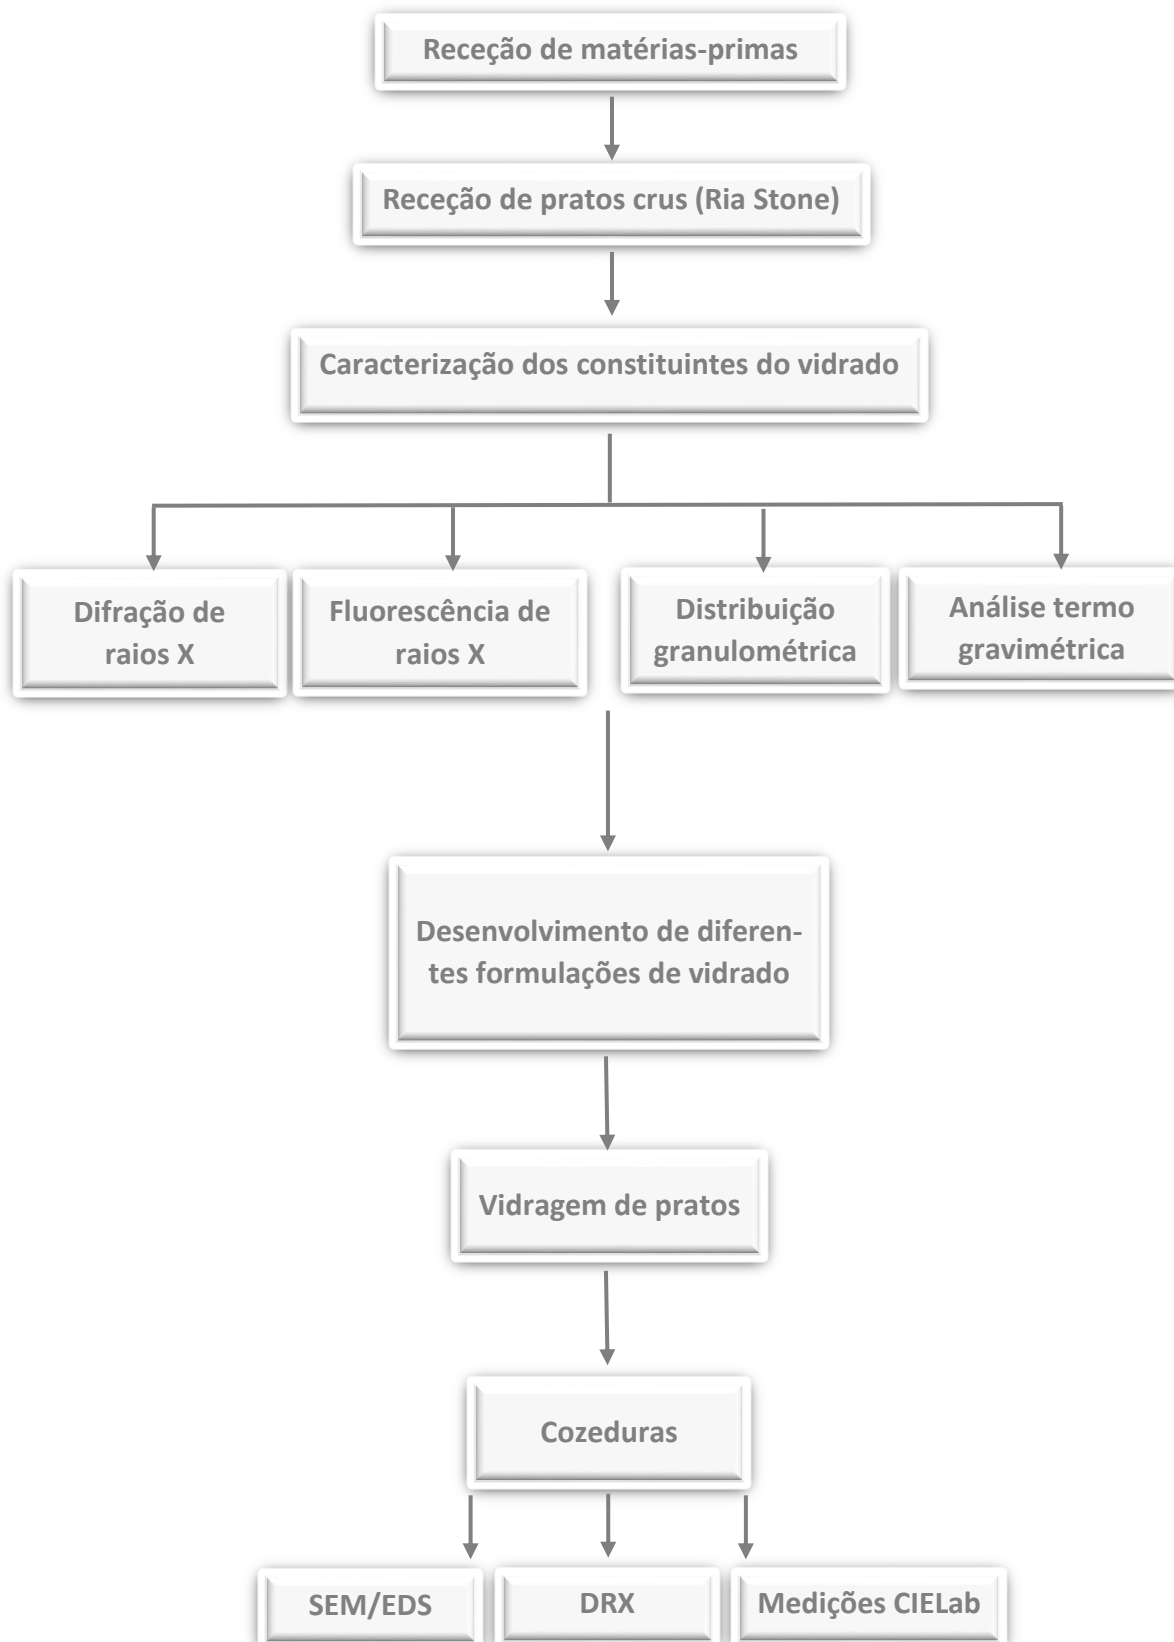 Receção de matérias-primas
Receção de pratos crus (Ria Stone)
Caracterização dos constituintes do vidrado
Difração de
raios X
Fluorescência de
raios X
Distribuição
granulométrica
Análise termo
gravimétrica
Desenvolvimento de diferen-
tes formulações de vidrado
Vidragem de pratos
Cozeduras
SEM/EDS
DRX
Medições CIELab